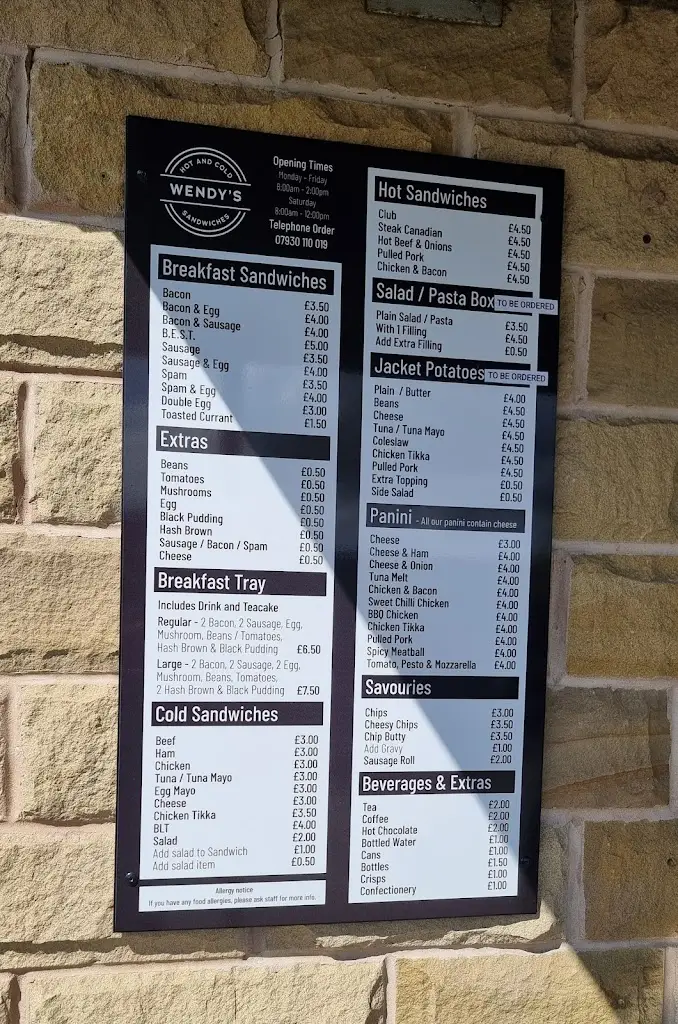 HOT AND COLD
WENDY'S
SANDWICHES
Opening Times
Monday - Friday
8:00am - 2:00pm
Saturday
8:00am - 12:00pm
Telephone Order
07930 110 019
Breakfast Sandwiches
Bacon £3.50
Bacon & Egg £4.00
Bacon & Sausage £4.00
B.E.S.T. £5.00
Sausage £3.50
Sausage & Egg £4.00
Spam £3.50
Spam & Egg £4.00
Double Egg £3.00
Toasted Currant £1.50
Extras
Beans £0.50
Tomatoes £0.50
Mushrooms £0.50
Egg £0.50
Black Pudding £0.50
Hash Brown £0.50
Sausage / Bacon / Spam £0.50
Cheese £0.50
Breakfast Tray
Includes Drink and Teacake
Regular - 2 Bacon, 2 Sausage, Egg,
Mushroom, Beans / Tomatoes,
Hash Brown & Black Pudding £6.50
Large - 2 Bacon, 2 Sausage, 2 Egg,
Mushroom, Beans, Tomatoes,
2 Hash Brown & Black Pudding £7.50
Cold Sandwiches
Beef £3.00
Ham £3.00
Chicken £3.00
Tuna / Tuna Mayo £3.00
Egg Mayo £3.00
Cheese £3.00
Chicken Tikka £3.50
BLT £4.00
Salad £2.00
Add salad to Sandwich £1.00
Add salad item £0.50
Allergy notice
If you have any food allergies, please ask staff for more info.
Hot Sandwiches
Club £4.50
Steak Canadian £4.50
Hot Beef & Onions £4.50
Pulled Pork £4.50
Chicken & Bacon £4.50
Salad / Pasta Box TO BE ORDERED
Plain Salad / Pasta £3.50
With 1 Filling £4.50
Add Extra Filling £0.50
Jacket Potatoes TO BE ORDERED
Plain / Butter £4.00
Beans £4.50
Cheese £4.50
Tuna / Tuna Mayo £4.50
Coleslaw £4.50
Chicken Tikka £4.50
Pulled Pork £4.50
Extra Topping £0.50
Side Salad £0.50
Panini - All our panini contain cheese
Cheese £3.00
Cheese & Ham £4.00
Cheese & Onion £4.00
Tuna Melt £4.00
Chicken & Bacon £4.00
Sweet Chilli Chicken £4.00
BBQ Chicken £4.00
Chicken Tikka £4.00
Pulled Pork £4.00
Spicy Meatball £4.00
Tomato, Pesto & Mozzarella £4.00
Savouries
Chips £3.00
Cheesy Chips £3.50
Chip Butty £3.50
Add Gravy £1.00
Sausage Roll £2.00
Beverages & Extras
Tea £2.00
Coffee £2.00
Hot Chocolate £2.00
Bottled Water £1.00
Cans £1.00
Bottles £1.50
Crisps £1.00
Confectionery £1.00